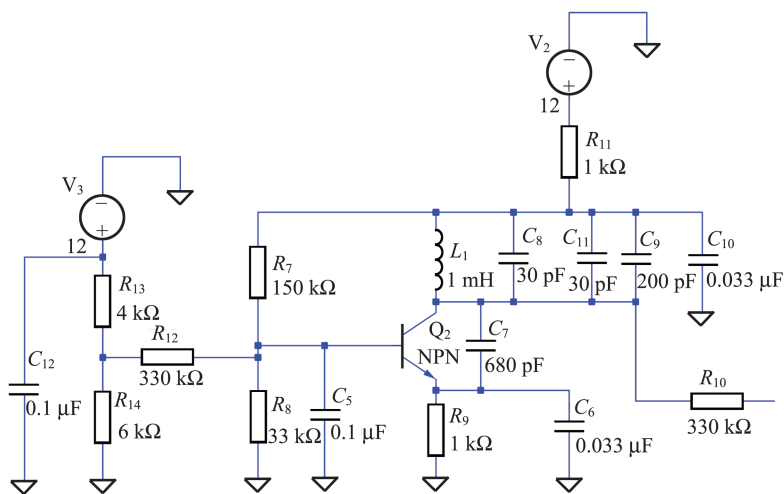 V2
−
+
12
R11
1 kΩ
V3
−
+
12
R13
4 kΩ
R12
330 kΩ
C12
0.1 μF
R14
6 kΩ
R7
150 kΩ
R8
33 kΩ
C5
0.1 μF
L1
1 mH
C8
30 pF
C11
30 pF
C9
200 pF
C10
0.033 μF
Q2
NPN
C7
680 pF
R9
1 kΩ
C6
0.033 μF
R10
330 kΩ